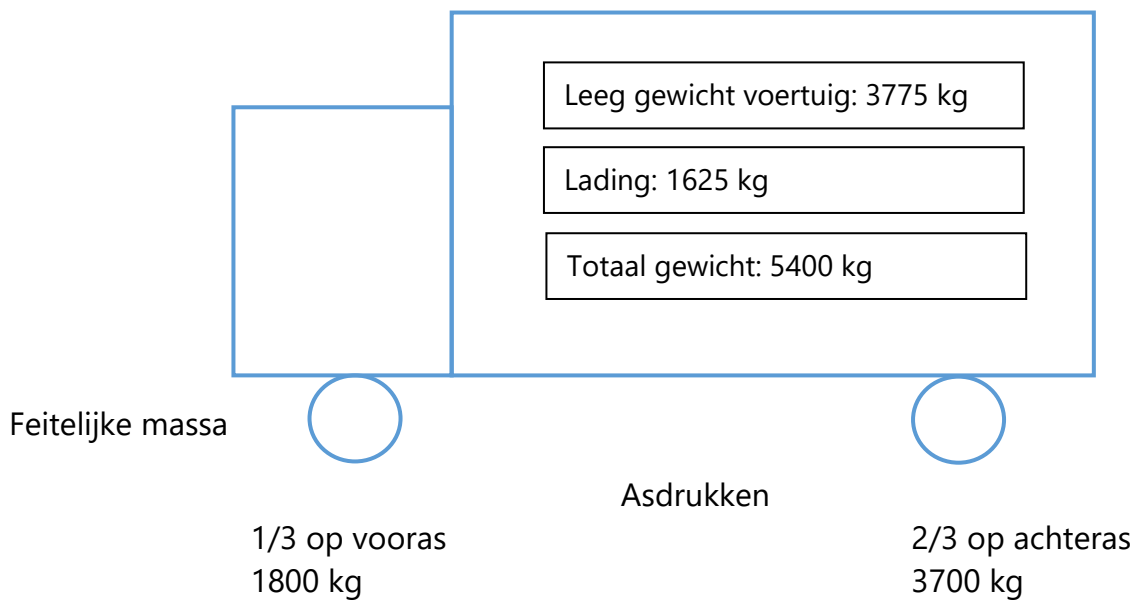 Leeg gewicht voertuig: 3775 kg
Lading: 1625 kg
Totaal gewicht: 5400 kg
Feitelijke massa
Asdrukken
1/3 op vooras
1800 kg
2/3 op achteras
3700 kg